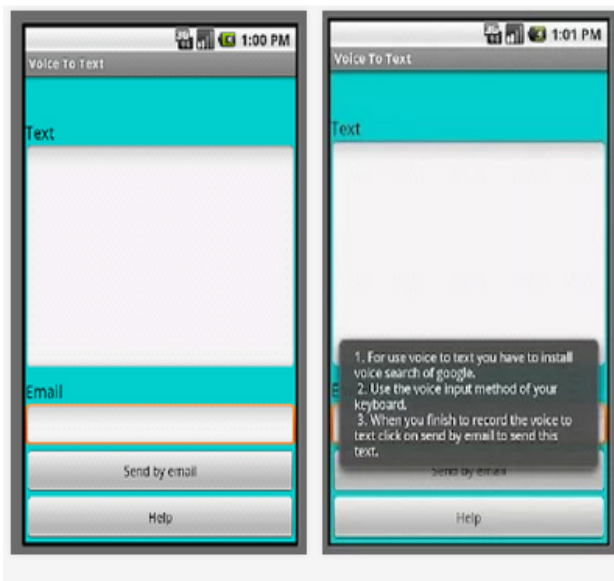 1:00 PM
Voice To Text
Text
Email
Send by email
Help
1:01 PM
Voice To Text
Text
1. For use voice to text you have to install
voice search of google.
2. Use the voice input method of your
keyboard.
3. When you finish to record the voice to
text click on send by email to send this
text.
Send by email
Help